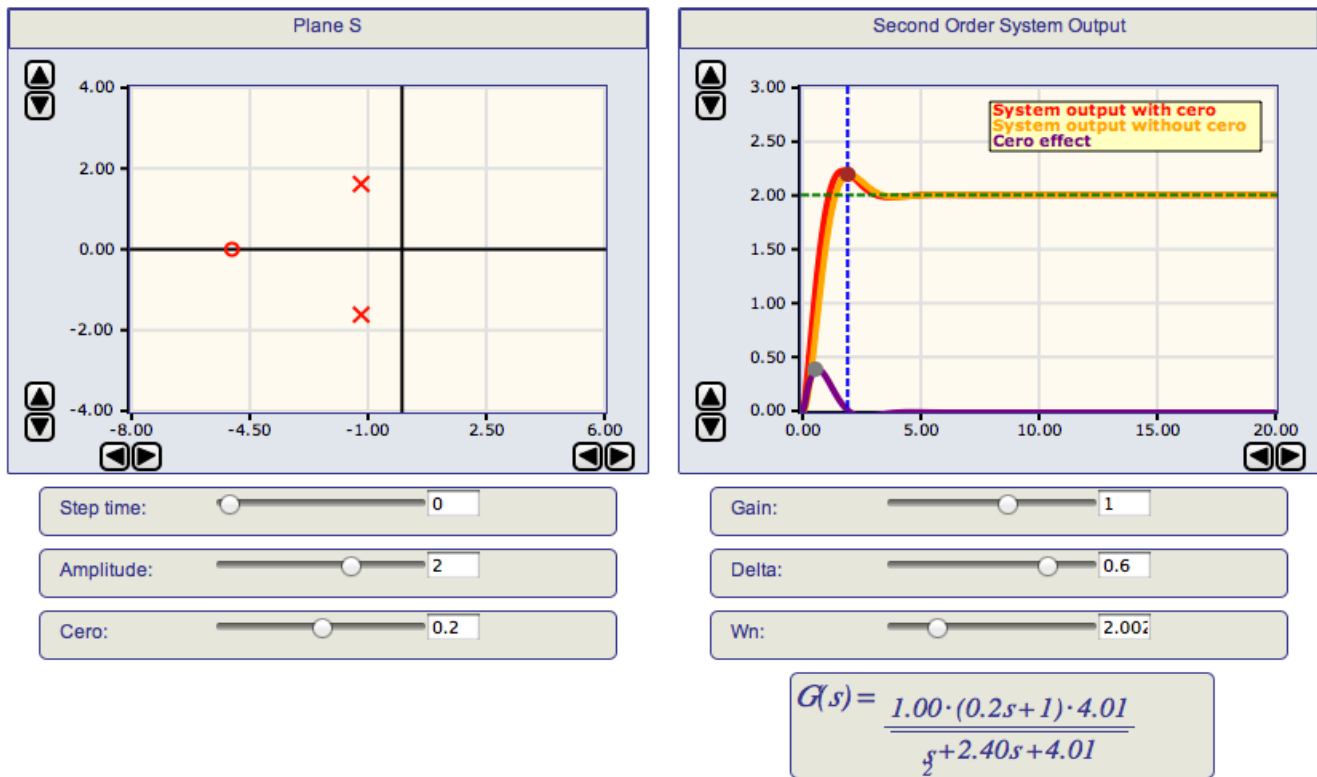 Plane S
4.00
2.00
0.00
-2.00
-4.00
-8.00 -4.50 -1.00 2.50 6.00
Second Order System Output
3.00
2.50
2.00
1.50
1.00
0.50
0.00
0.00 5.00 10.00 15.00 20.00
System output with cero
System output without cero
Cero effect
Step time: 0
Amplitude: 2
Cero: 0.2
Gain: 1
Delta: 0.6
Wn: 2.002
G(s) = 1.00·(0.2s+1)·4.01
s+2.40s+4.01
2